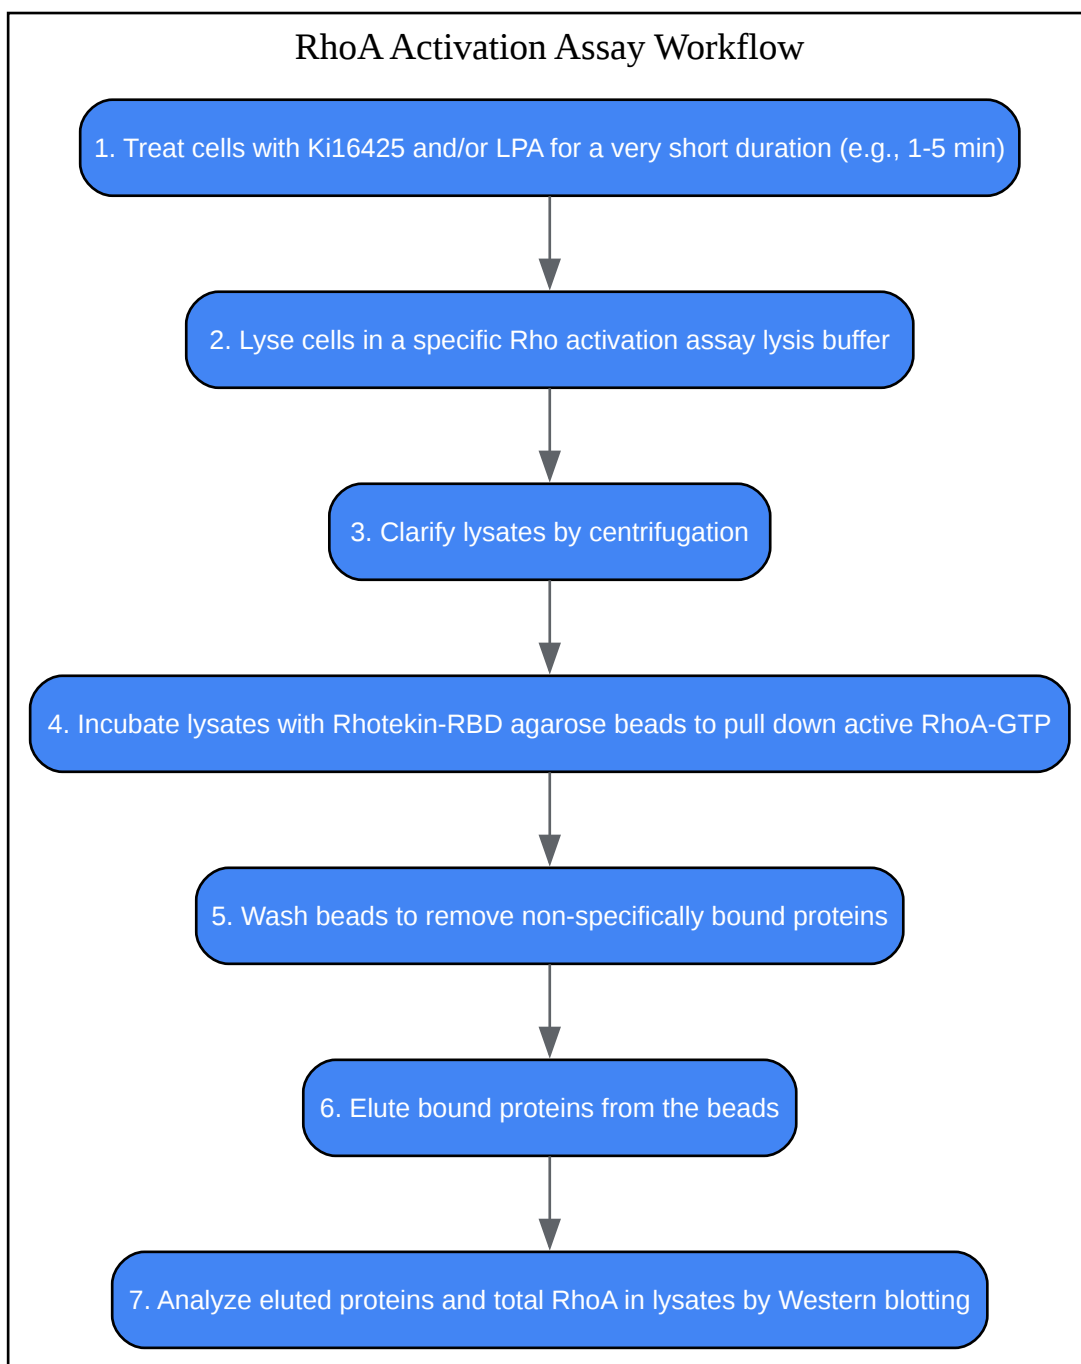 RhoA Activation Assay Workflow
1. Treat cells with Ki16425 and/or LPA for a very short duration (e.g., 1-5 min)
2. Lyse cells in a specific Rho activation assay lysis buffer
3. Clarify lysates by centrifugation
4. Incubate lysates with Rhotekin-RBD agarose beads to pull down active RhoA-GTP
5. Wash beads to remove non-specifically bound proteins
6. Elute bound proteins from the beads
7. Analyze eluted proteins and total RhoA in lysates by Western blotting